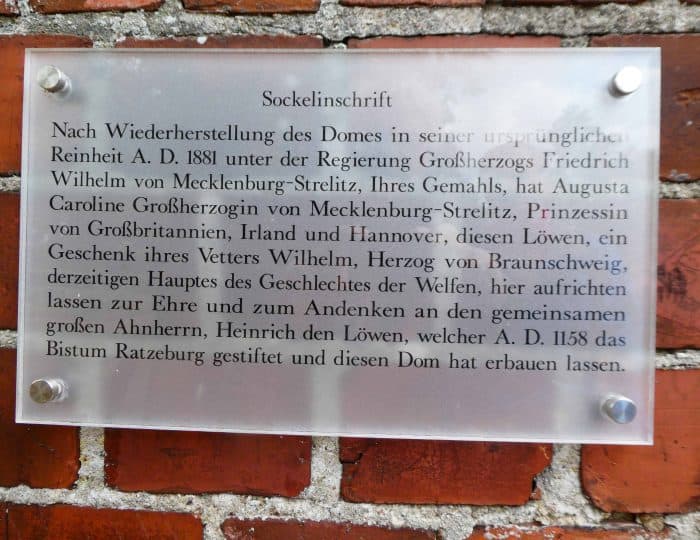 Sockelinschrift
Nach Wiederherstellung des Domes in seiner ursprünglichen
Reinheit A. D. 1881 unter der Regierung Großherzogs Friedrich
Wilhelm von Mecklenburg-Strelitz, Ihres Gemahls, hat Augusta
Caroline Großherzogin von Mecklenburg-Strelitz, Prinzessin
von Großbritannien, Irland und Hannover, diesen Löwen, ein
Geschenk ihres Vetters Wilhelm, Herzog von Braunschweig,
derzeitigen Hauptes des Geschlechtes der Welfen, hier aufrichten
lassen zur Ehre und zum Andenken an den gemeinsamen
großen Ahnherrn, Heinrich den Löwen, welcher A. D. 1158 das
Bistum Ratzeburg gestiftet und diesen Dom hat erbauen lassen.